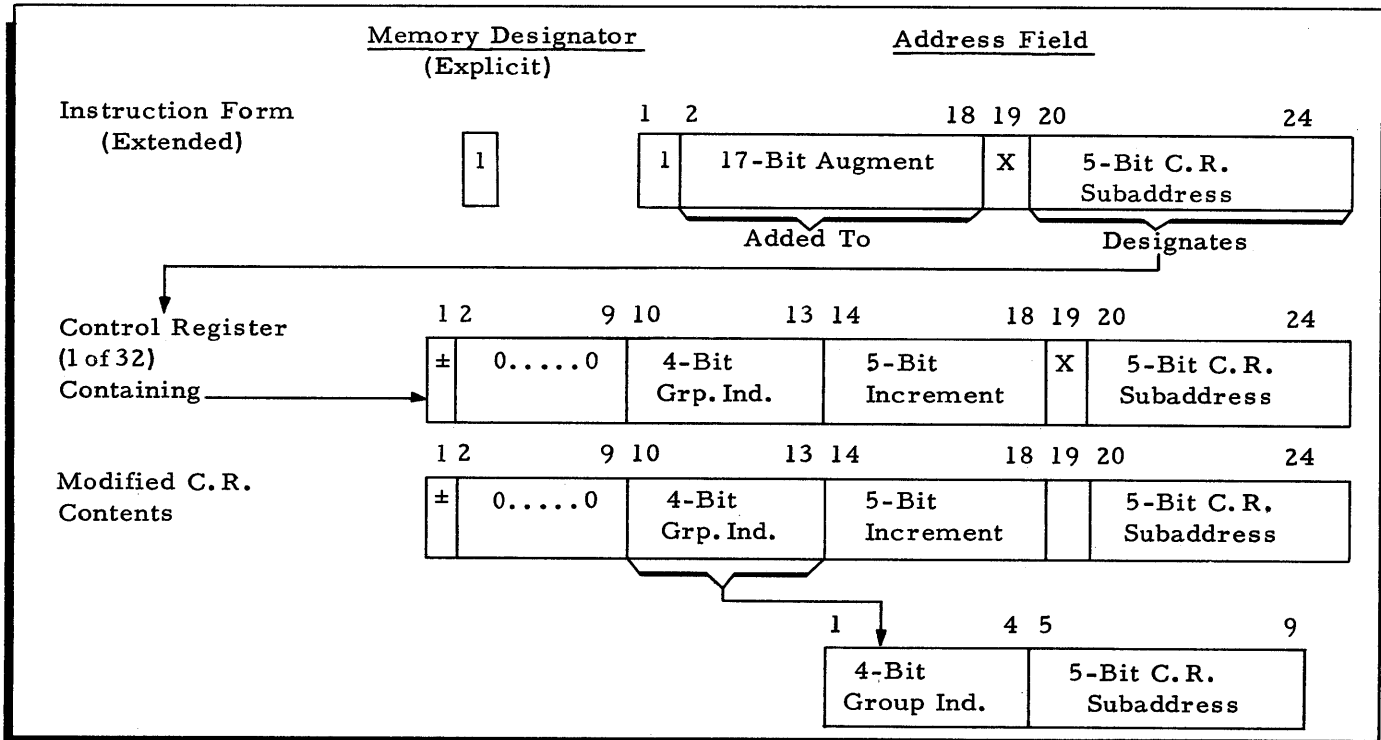 Memory Designator
(Explicit)
Address Field
Instruction Form
(Extended)
1 2 18 19 20 24
1
1 17-Bit Augment X 5-Bit C.R.
Subaddress
Added To Designates
Control Register
(1 of 32)
Containing
1 2 9 10 13 14 18 19 20 24
± 0.....0 4-Bit 5-Bit X 5-Bit C.R.
Grp. Ind. Increment Subaddress
Modified C.R.
Contents
1 2 9 10 13 14 18 19 20 24
± 0.....0 4-Bit 5-Bit 5-Bit C.R.
Grp. Ind. Increment Subaddress
1 4 5 9
4-Bit 5-Bit C.R.
Group Ind. Subaddress